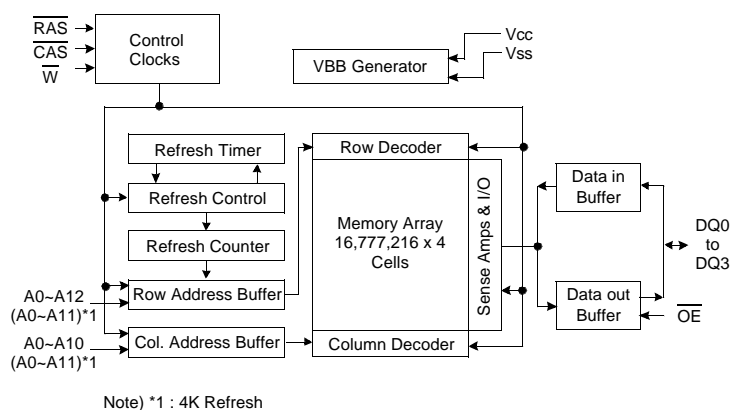 RAS
CAS
W
Control
Clocks
VBB Generator
Vcc
Vss
Refresh Timer
Refresh Control
Refresh Counter
Row Address Buffer
Col. Address Buffer
A0~A12
(A0~A11)*1
A0~A10
(A0~A11)*1
Row Decoder
Memory Array
16,777,216 x 4
Cells
Column Decoder
Sense Amps & I/O
Data in
Buffer
Data out
Buffer
DQ0
to
DQ3
OE
Note) *1 : 4K Refresh